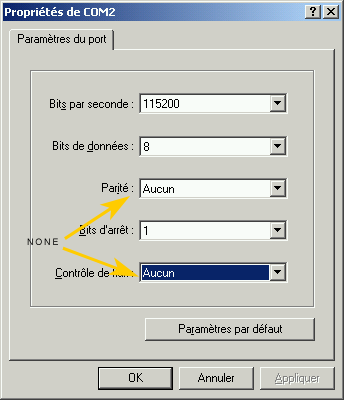 Propriétés de COM2
Paramètres du port
Bits par seconde : 115200
Bits de données : 8
Parité : Aucun
Bits d'arrêt : 1
NONE
Contrôle de flux : Aucun
Paramètres par défaut
OK Annuler Appliquer